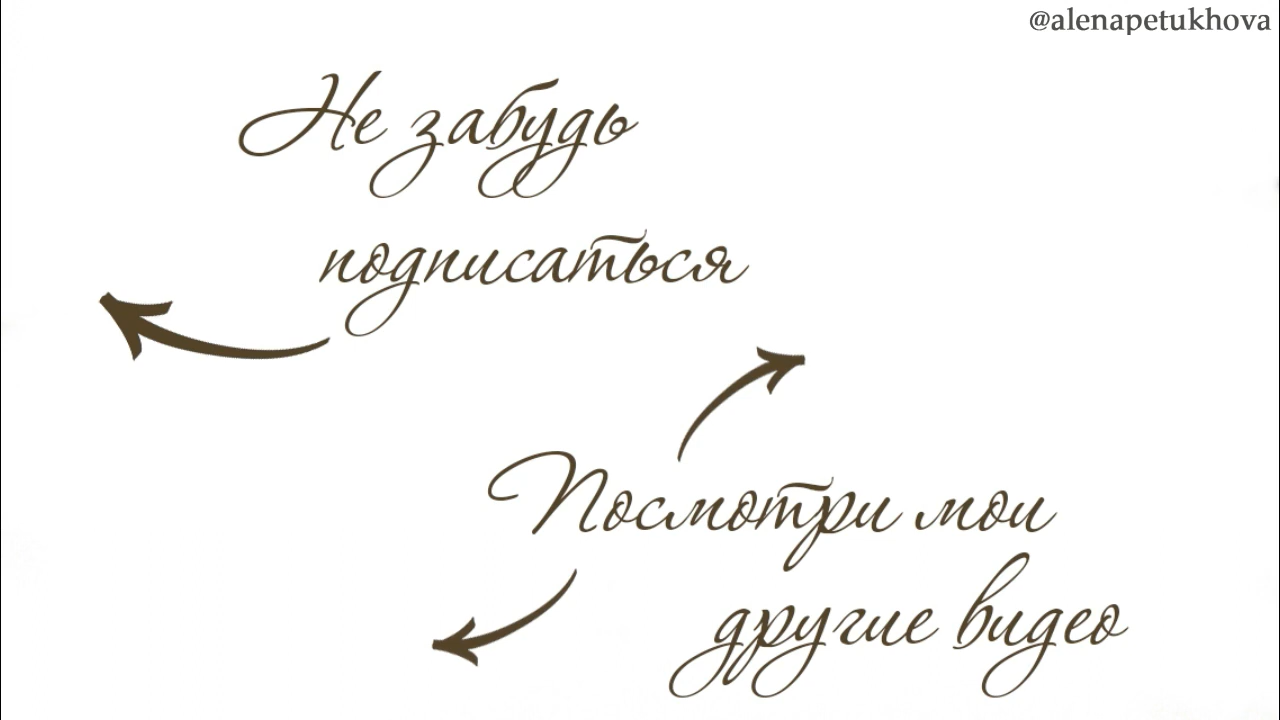 @alenapetukhova
Не забудь
подписаться
Посмотри мои
другие видео